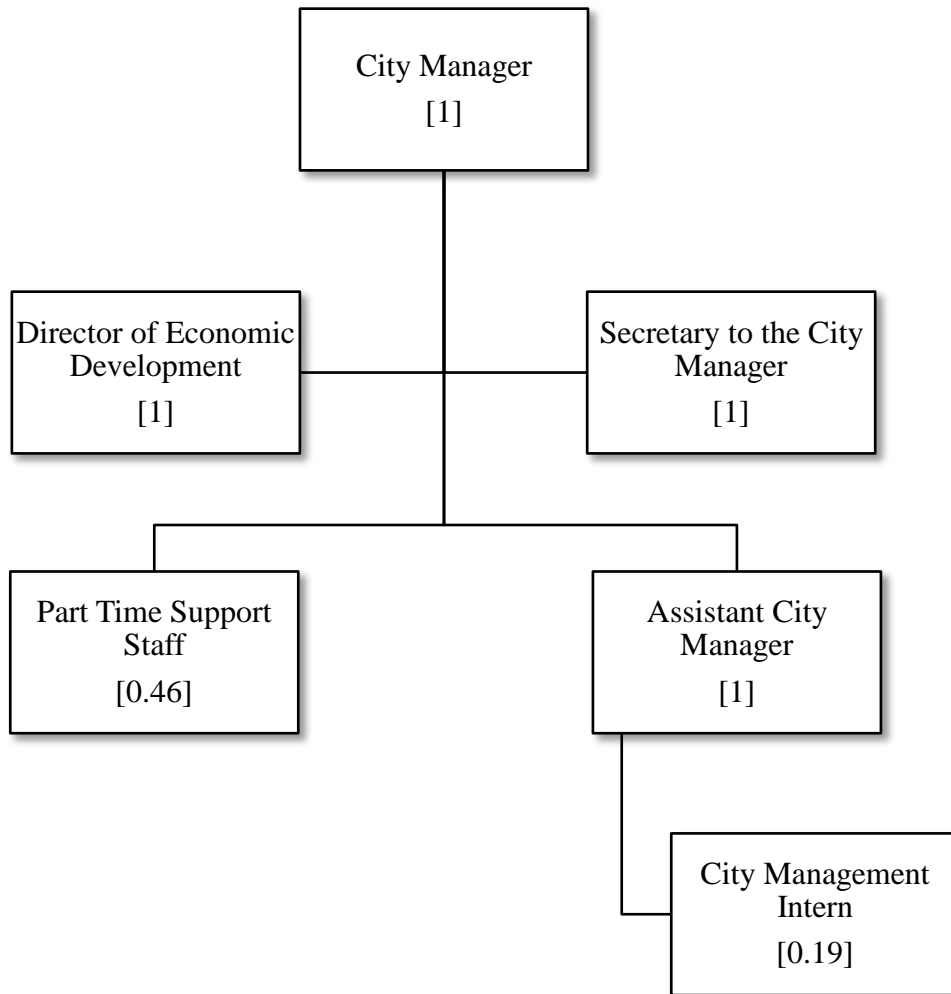 City Manager
[1]
Director of Economic
Development
[1]
Secretary to the City
Manager
[1]
Part Time Support
Staff
[0.46]
Assistant City
Manager
[1]
City Management
Intern
[0.19]